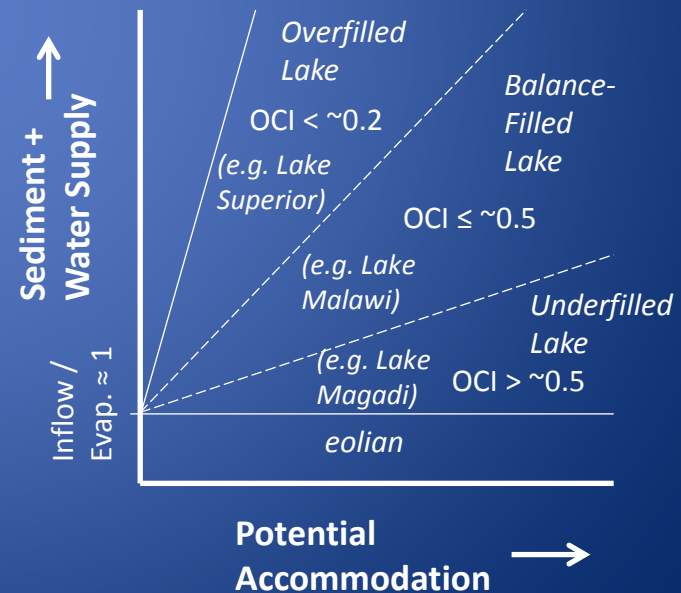 Sediment +
Water Supply
Inflow /
Evap. ≈ 1
Overfilled
Lake
OCI < ~0.2
(e.g. Lake
Superior)
Balance-
Filled
Lake
OCI ≤ ~0.5
(e.g. Lake
Malawi)
Underfilled
Lake
OCI > ~0.5
(e.g. Lake
Magadi)
eolian
Potential
Accommodation